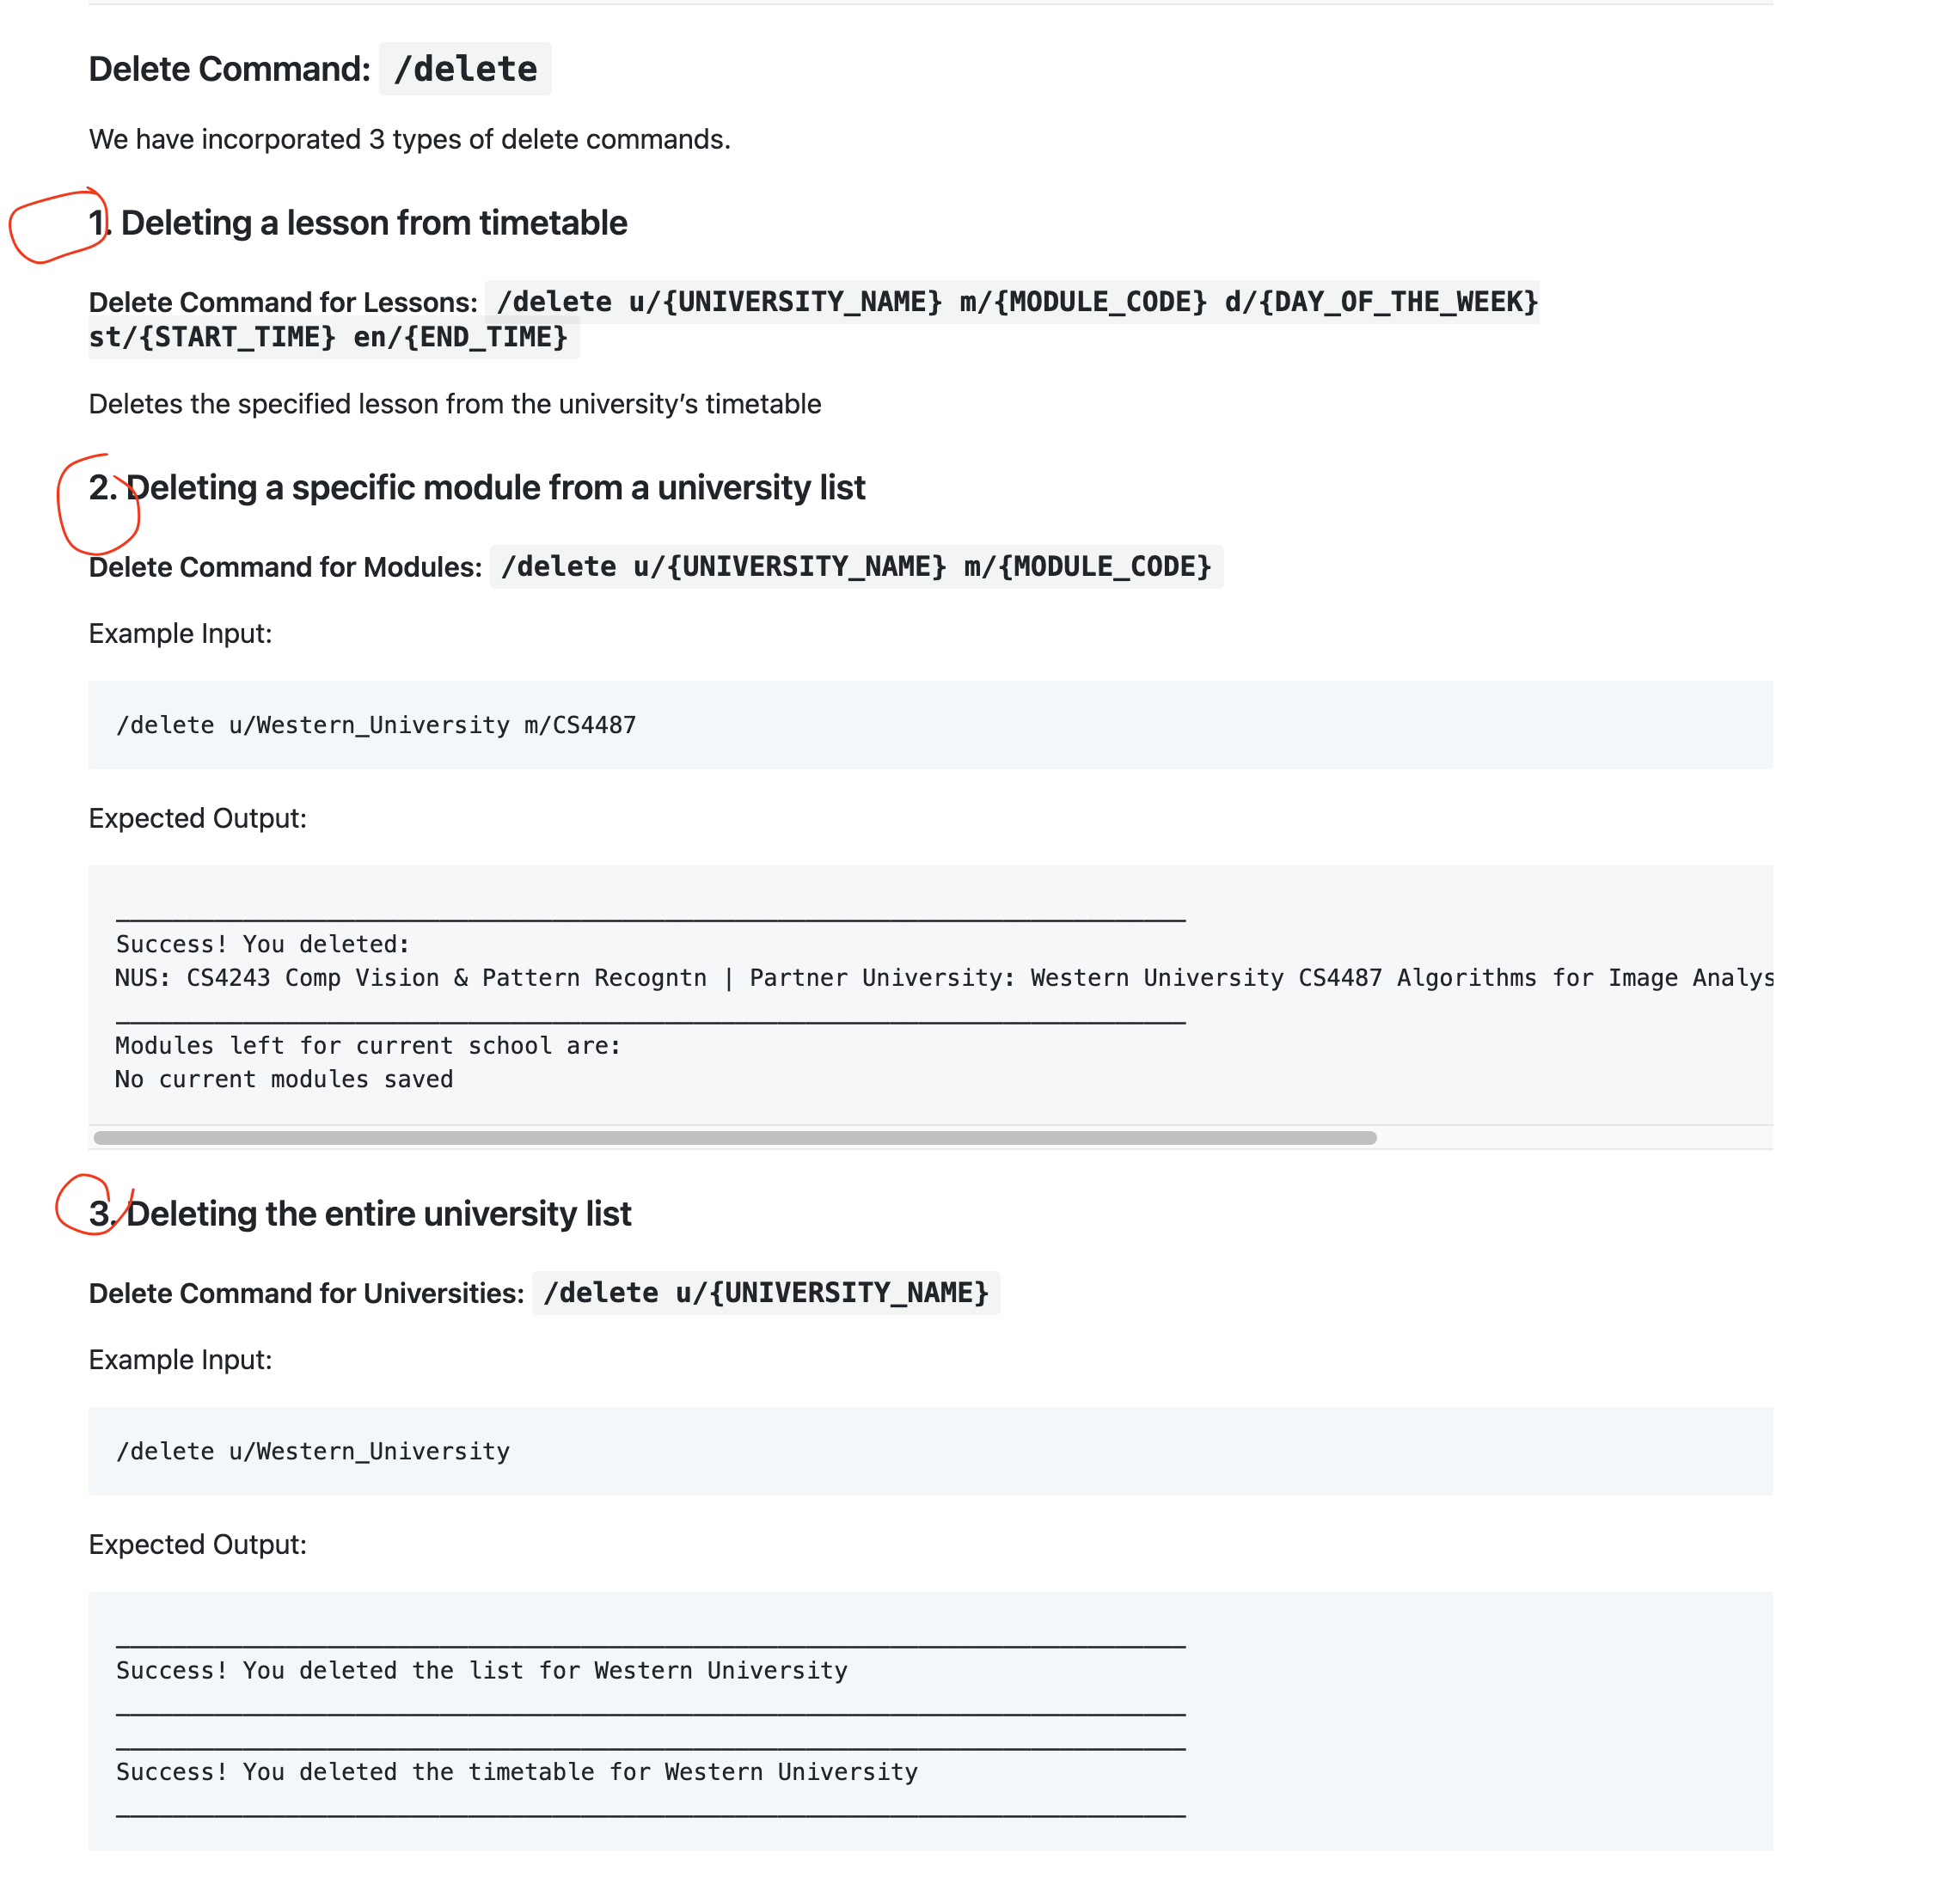 Delete Command: /delete
We have incorporated 3 types of delete commands.
1. Deleting a lesson from timetable
Delete Command for Lessons: /delete u/{UNIVERSITY_NAME} m/{MODULE_CODE} d/{DAY_OF_THE_WEEK}
st/{START_TIME} en/{END_TIME}
Deletes the specified lesson from the university’s timetable
2. Deleting a specific module from a university list
Delete Command for Modules: /delete u/{UNIVERSITY_NAME} m/{MODULE_CODE}
Example Input:
/delete u/Western_University m/CS4487
Expected Output:
Success! You deleted:
NUS: CS4243 Comp Vision & Pattern Recogntn | Partner University: Western University CS4487 Algorithms for Image Analys
Modules left for current school are:
No current modules saved
3. Deleting the entire university list
Delete Command for Universities: /delete u/{UNIVERSITY_NAME}
Example Input:
/delete u/Western_University
Expected Output:
Success! You deleted the list for Western University
Success! You deleted the timetable for Western University